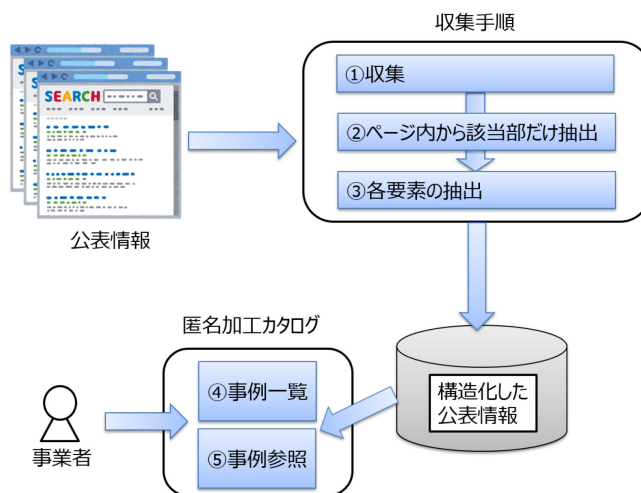 収集手順
①収集
SEARCH
②ページ内から該当部だけ抽出
③各要素の抽出
公表情報
匿名加工カタログ
④事例一覧
構造化した
公表情報
⑤事例参照
事業者